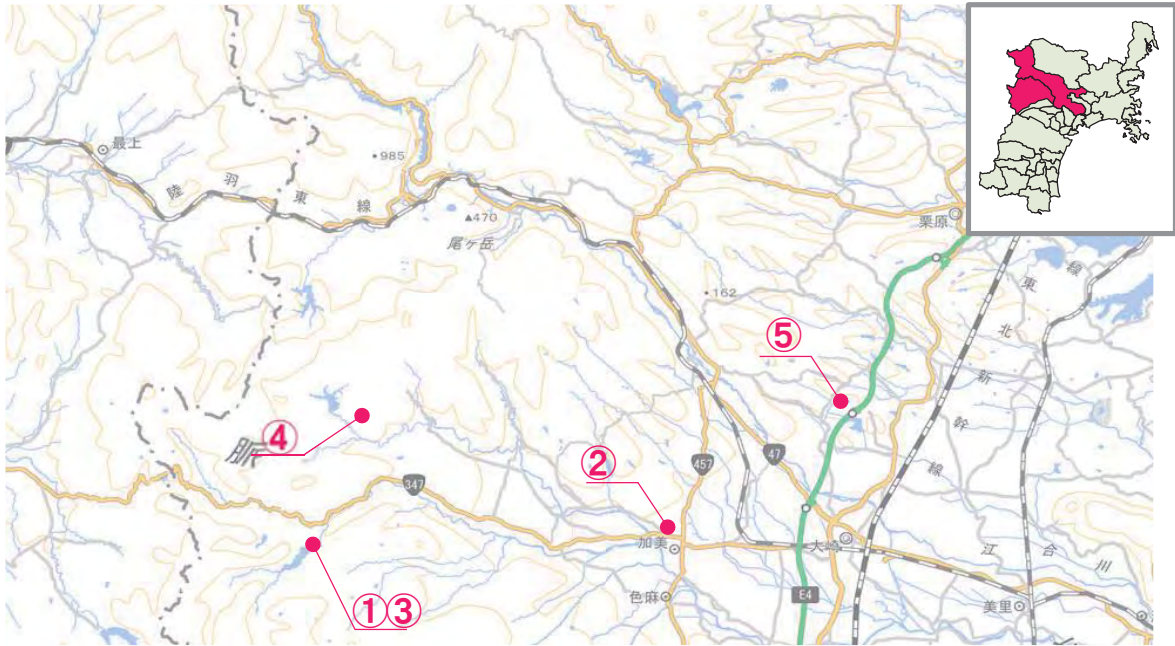 最上
・985
陸羽東線
▲470
尾ケ岳
栗原
・162
東北新幹線
⑤
脈
④
②
47
457
347
加美
大崎
江合川
色麻
E4
美里
①③